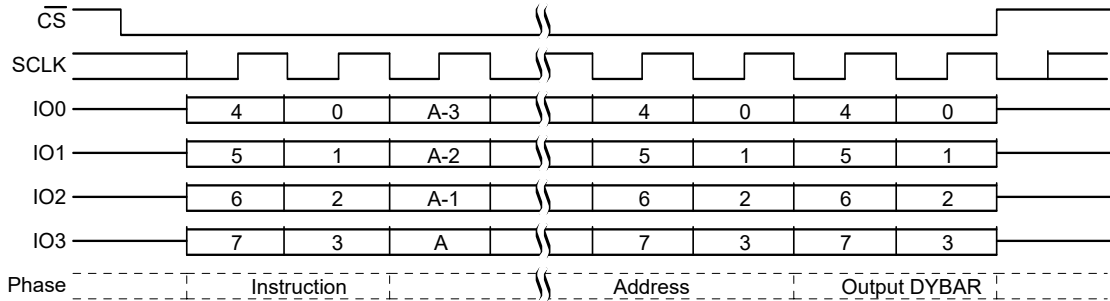 CS
SCLK
IO0 4 0 A-3 4 0 4 0
IO1 5 1 A-2 5 1 5 1
IO2 6 2 A-1 6 2 6 2
IO3 7 3 A 7 3 7 3
Phase Instruction Address Output DYBAR